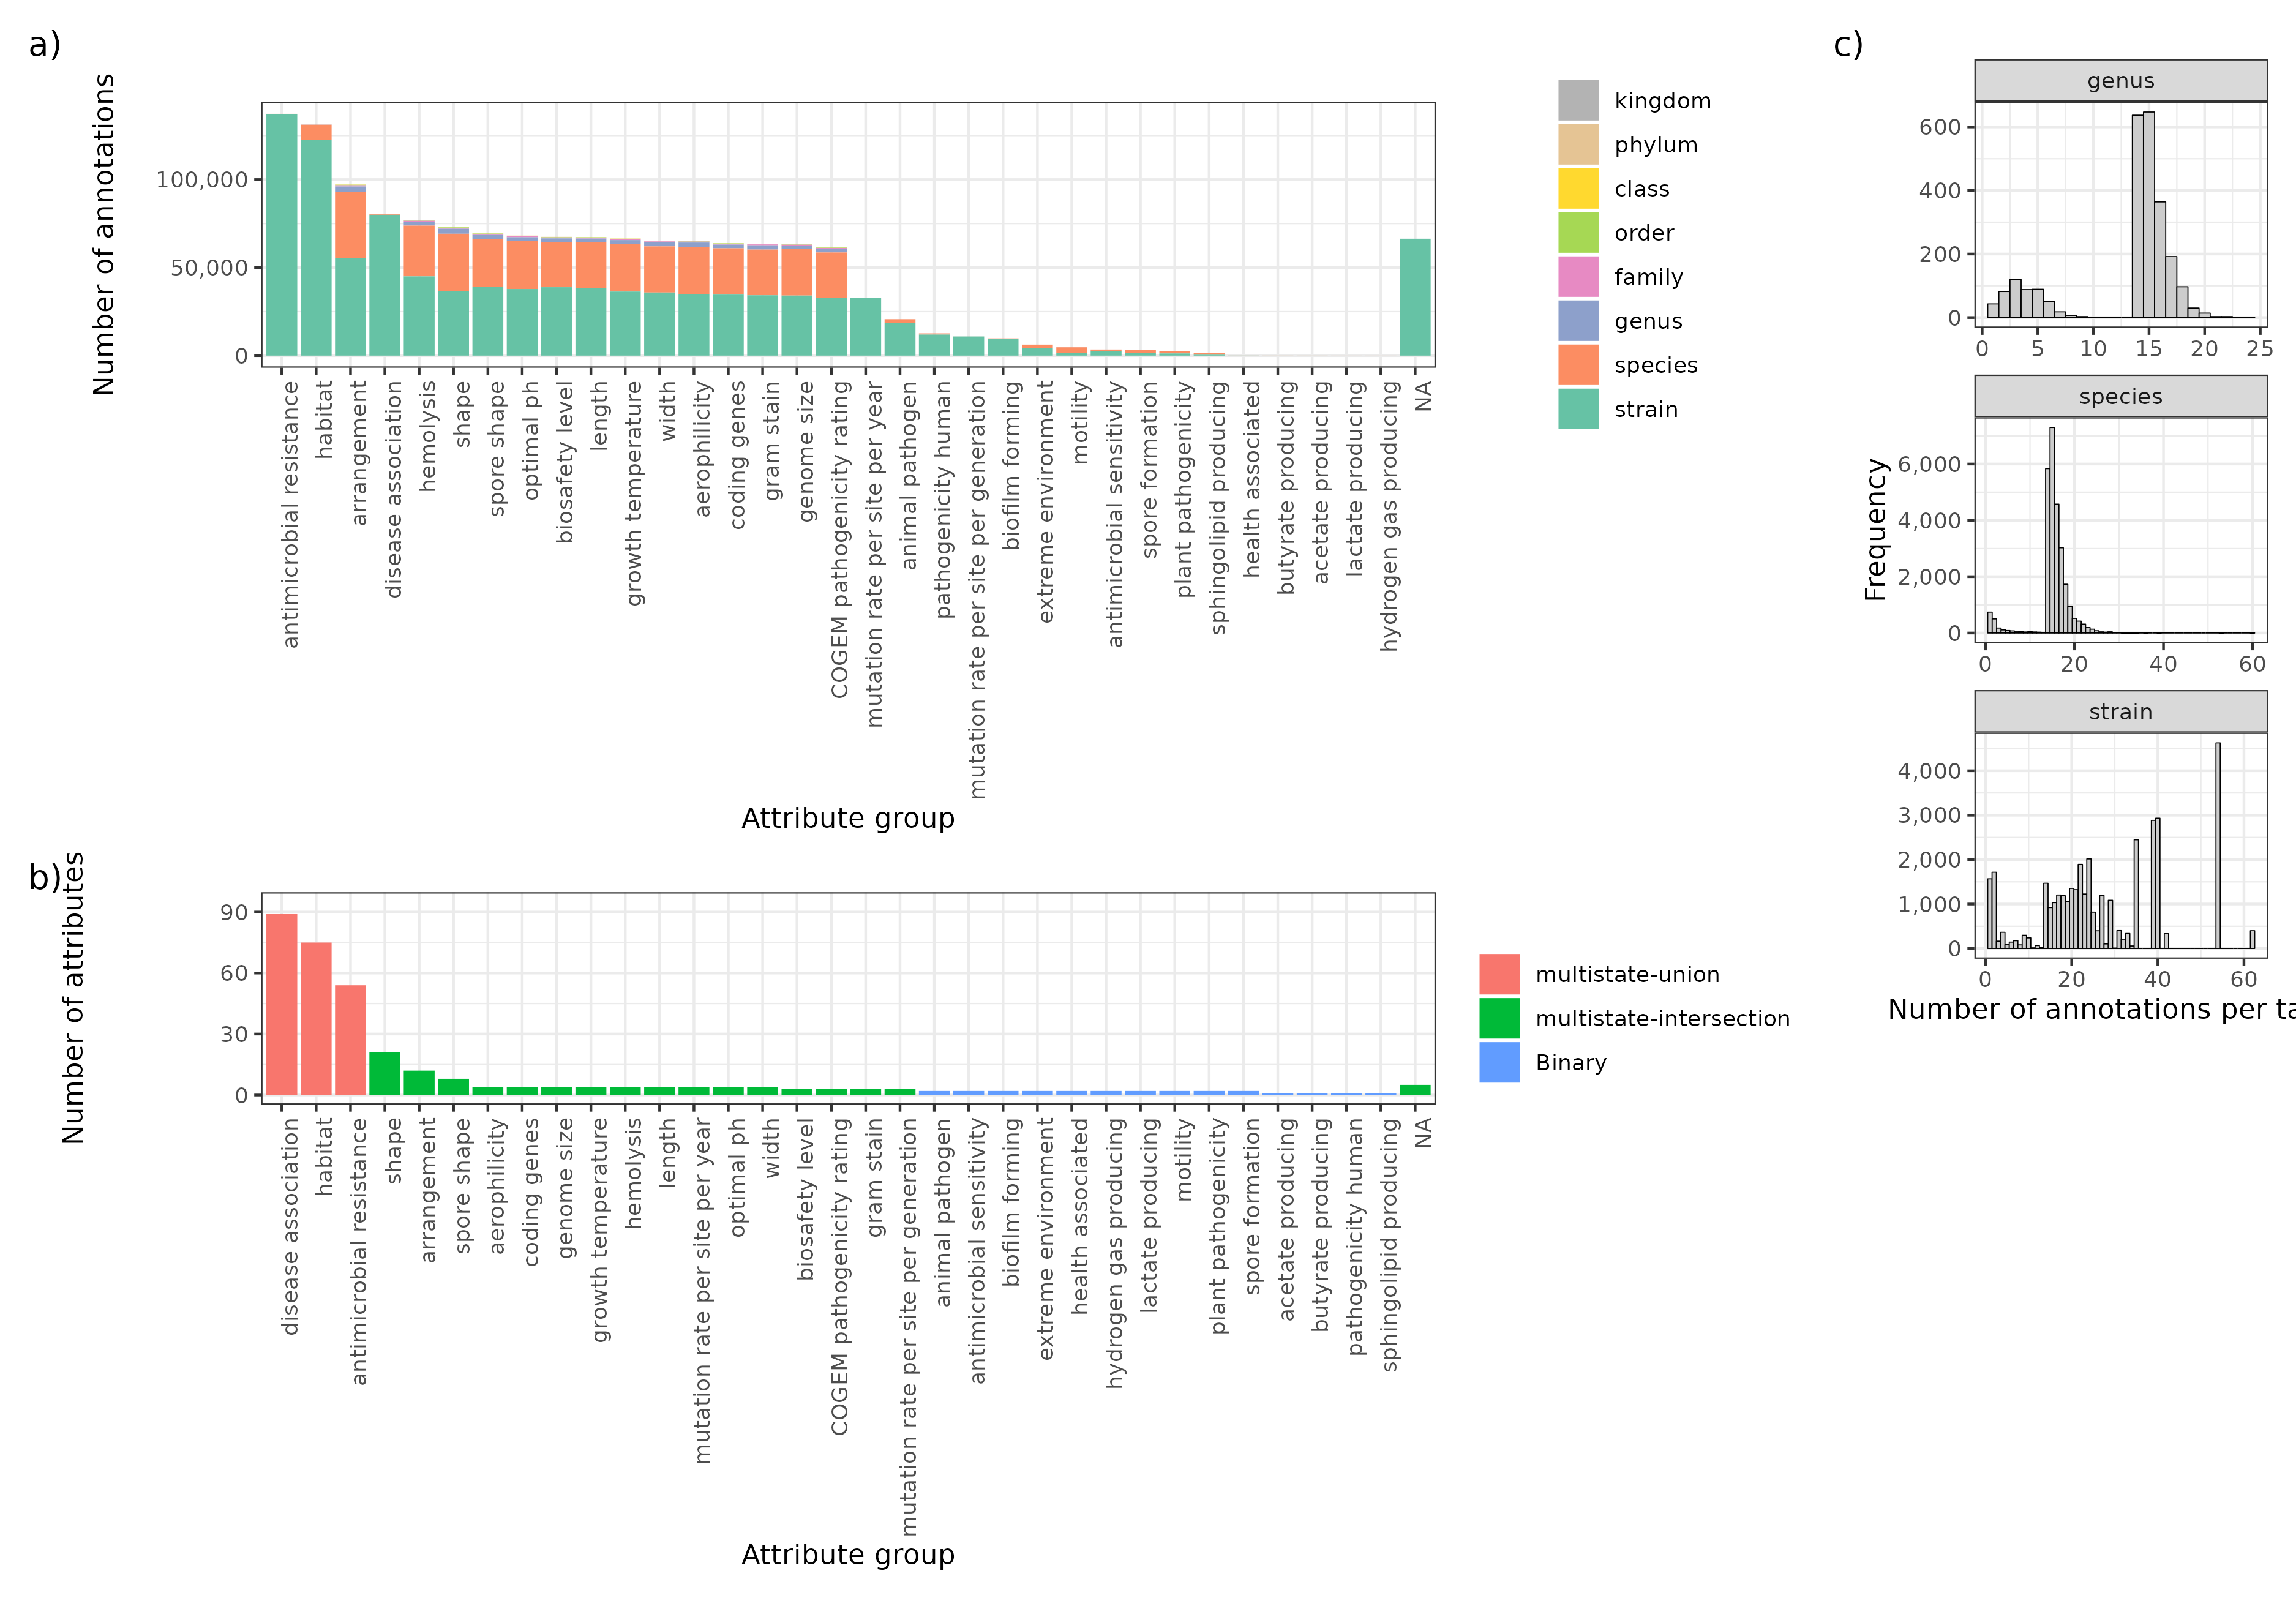 a)
Number of annotations
100,000
50,000
0
antimicrobial resistance
habitat
arrangement
disease association
hemolysis
shape
spore shape
optimal ph
biosafety level
length
growth temperature
width
aerophilicity
coding genes
gram stain
genome size
COGEM pathogenicity rating
mutation rate per site per year
animal pathogen
pathogenicity human
mutation rate per site per generation
biofilm forming
extreme environment
motility
antimicrobial sensitivity
spore formation
plant pathogenicity
sphingolipid producing
health associated
butyrate producing
acetate producing
lactate producing
hydrogen gas producing
NA
Attribute group
kingdom
phylum
class
order
family
genus
species
strain
b)
Number of attributes
90
60
30
0
disease association
habitat
antimicrobial resistance
shape
arrangement
spore shape
aerophilicity
coding genes
genome size
growth temperature
hemolysis
length
mutation rate per site per year
optimal ph
width
biosafety level
COGEM pathogenicity rating
gram stain
mutation rate per site per generation
animal pathogen
antimicrobial sensitivity
biofilm forming
extreme environment
health associated
hydrogen gas producing
lactate producing
motility
plant pathogenicity
spore formation
acetate producing
butyrate producing
pathogenicity human
sphingolipid producing
NA
Attribute group
multistate-union
multistate-intersection
Binary
c)
Frequency
genus
600
400
200
0
0 5 10 15 20 25
species
6,000
4,000
2,000
0
0 20 40 60
strain
4,000
3,000
2,000
1,000
0
0 20 40 60
Number of annotations per ta